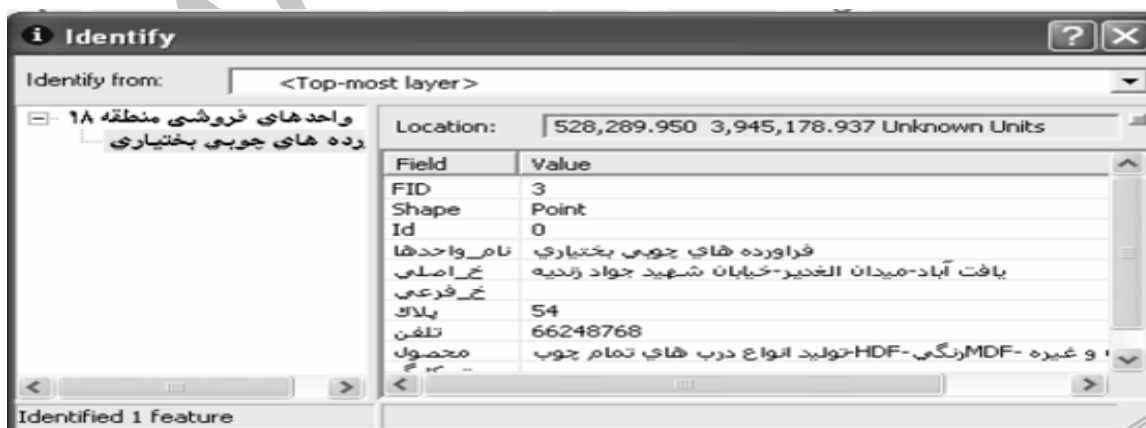 Identify
Identify from: <Top-most layer>
واحدهای فروشی منطقه ۱۸
رده های چوبی بختیاری
Location: 528,289.950 3,945,178.937 Unknown Units
Field Value
FID 3
Shape Point
Id 0
نام_واحدها فراورده هاي چوبي بختياري
خ_اصلي يافت آباد-ميدان الغدير-خيابان شهيد جواد زنديه
خ_فرعي
پلاك 54
تلفن 66248768
محصول توليد انواع درب هاي تمام چوب-HDF-رنگي MDF- و غيره
Identified 1 feature